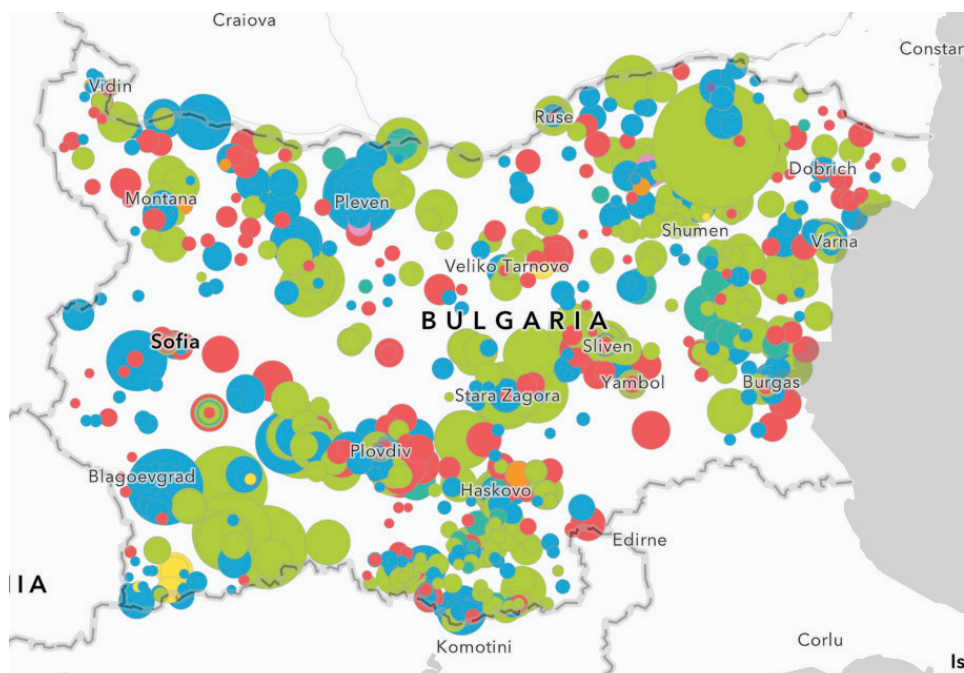 Craiova
Constan
Vidin
Ruse
Dobrich
Montana
Pleven
Shumen
Varna
Veliko Tarnovo
BULGARIA
Sofia
Sliven
Yambol
Burgas
Stara Zagora
Plovdiv
Blagoevgrad
Haskovo
Edirne
IIA
Komotini
Corlu
Is